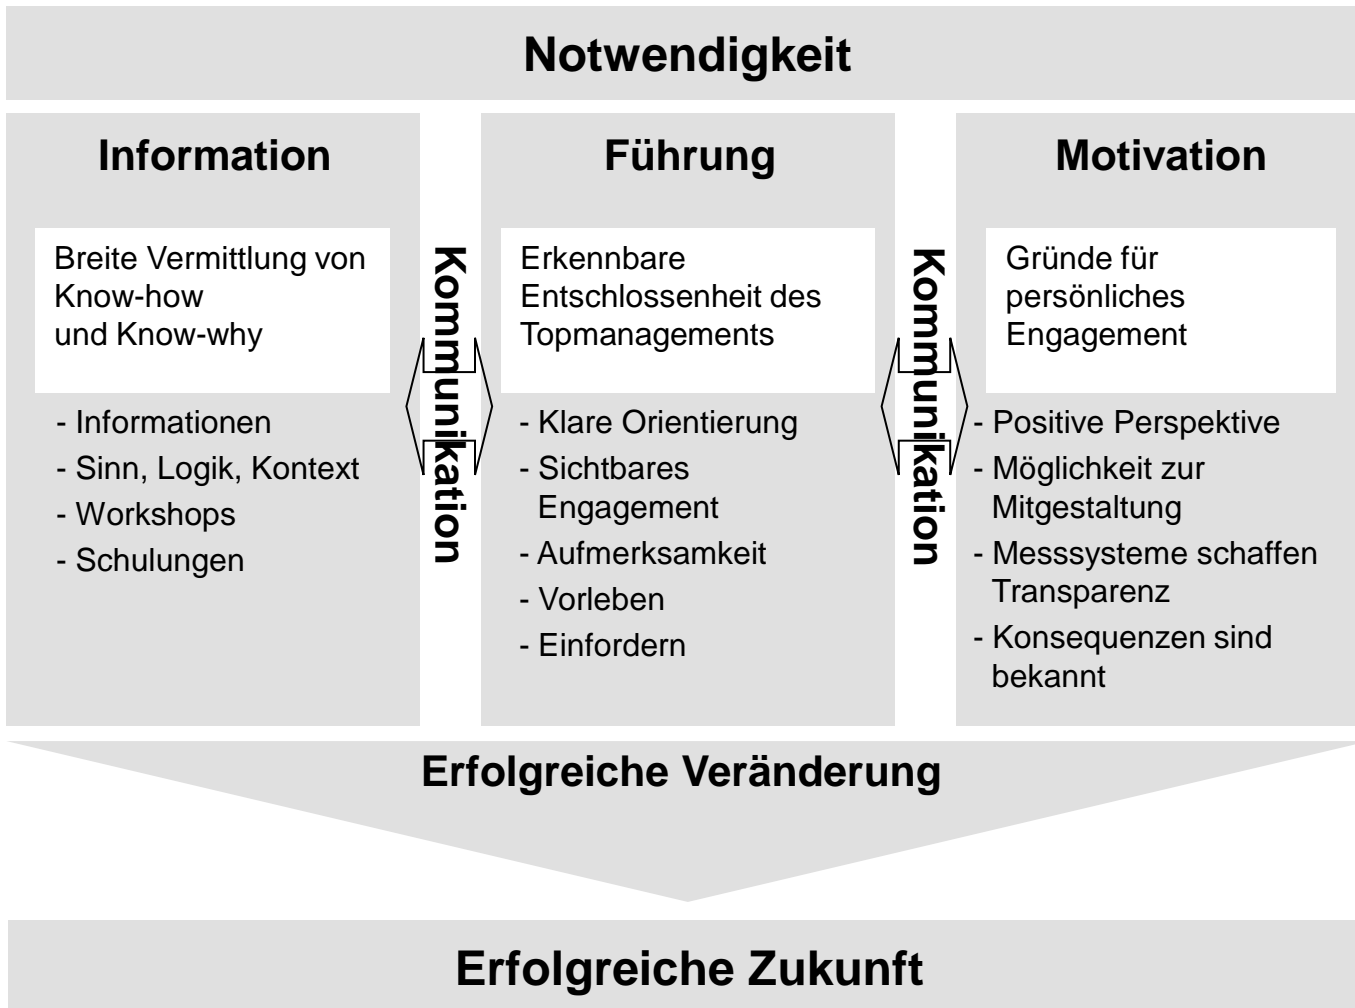 Notwendigkeit
Information
Breite Vermittlung von
Know-how
und Know-why
- Informationen
- Sinn, Logik, Kontext
- Workshops
- Schulungen
Kommunikation
Führung
Erkennbare
Entschlossenheit des
Topmanagements
- Klare Orientierung
- Sichtbares
Engagement
- Aufmerksamkeit
- Vorleben
- Einfordern
Kommunikation
Motivation
Gründe für
persönliches
Engagement
- Positive Perspektive
- Möglichkeit zur
Mitgestaltung
- Messsysteme schaffen
Transparenz
- Konsequenzen sind
bekannt
Erfolgreiche Veränderung
Erfolgreiche Zukunft